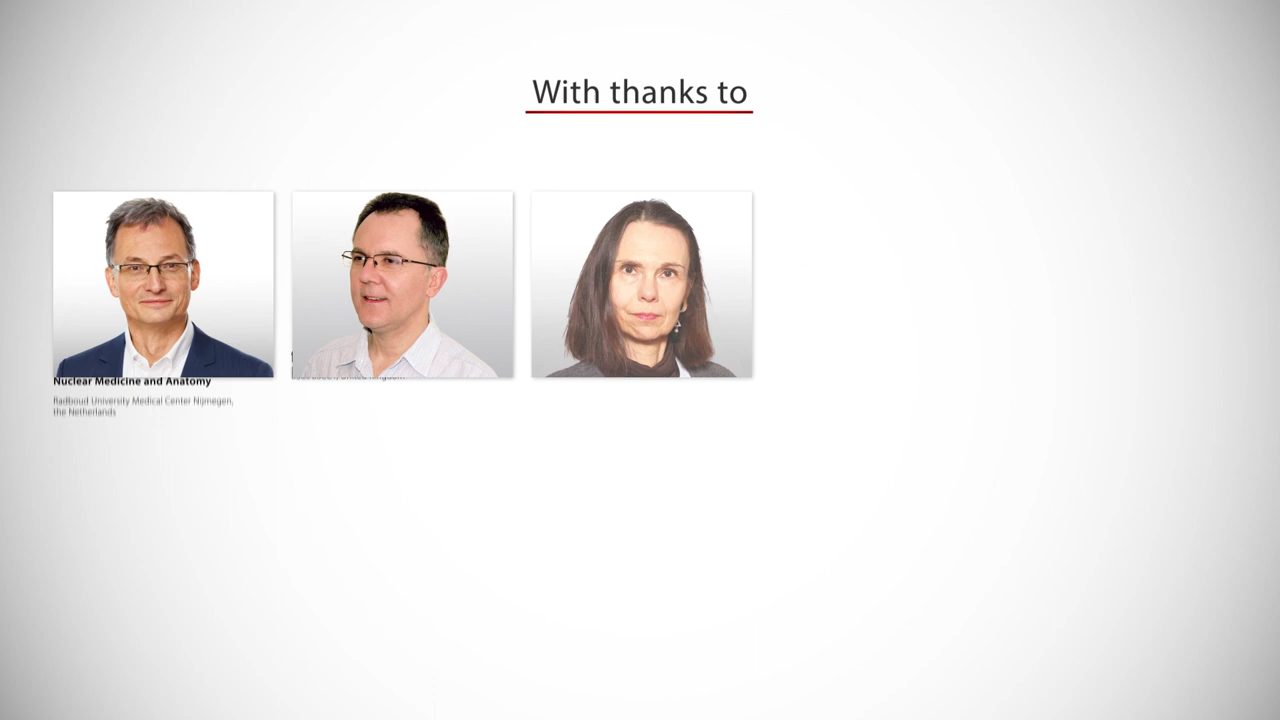 With thanks to
Nuclear Medicine and Anatomy
Radboud University Medical Center Nijmegen,
the Netherlands